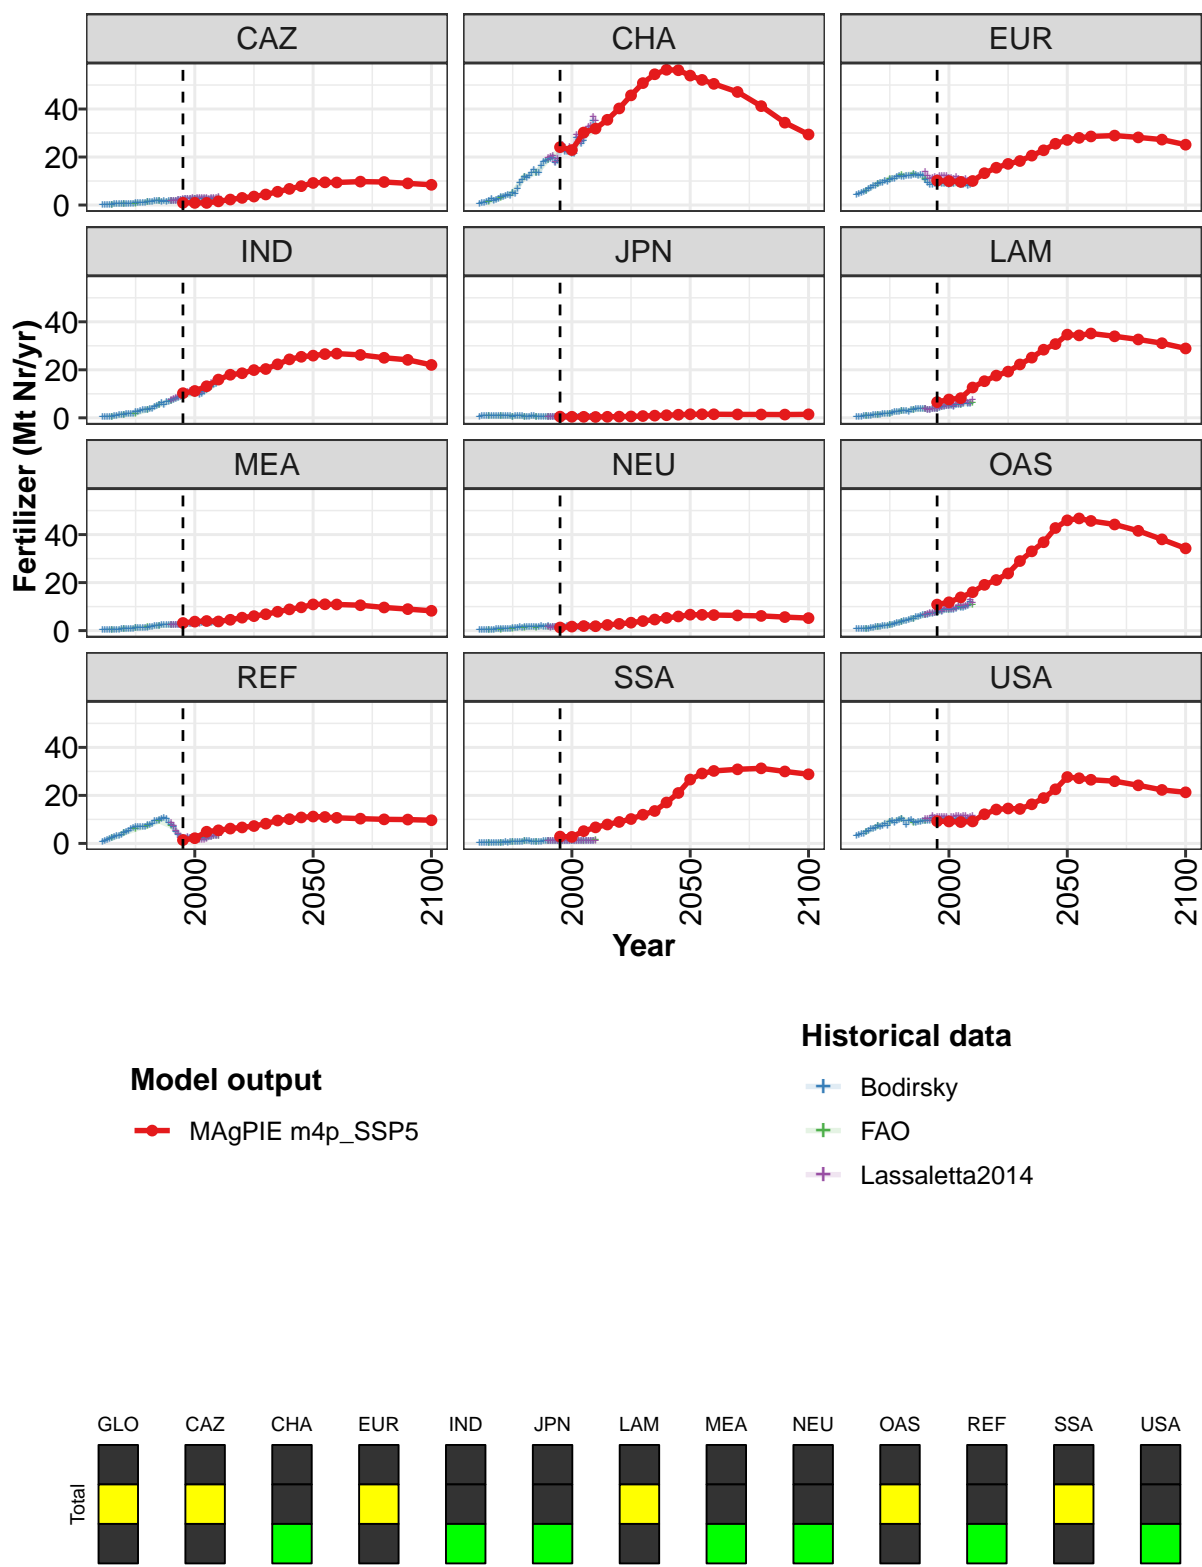 CAZ CHA EUR
40
20
0
IND JPN LAM
40
20
0
MEA NEU OAS
40
20
0
REF SSA USA
40
20
0
Fertilizer (Mt Nr/yr)
2000 2050 2100 2000 2050 2100 2000 2050 2100
Year
Model output
MAgPIE m4p_SSP5
Historical data
Bodirsky
FAO
Lassaletta2014
GLO CAZ CHA EUR IND JPN LAM MEA NEU OAS REF SSA USA
Total